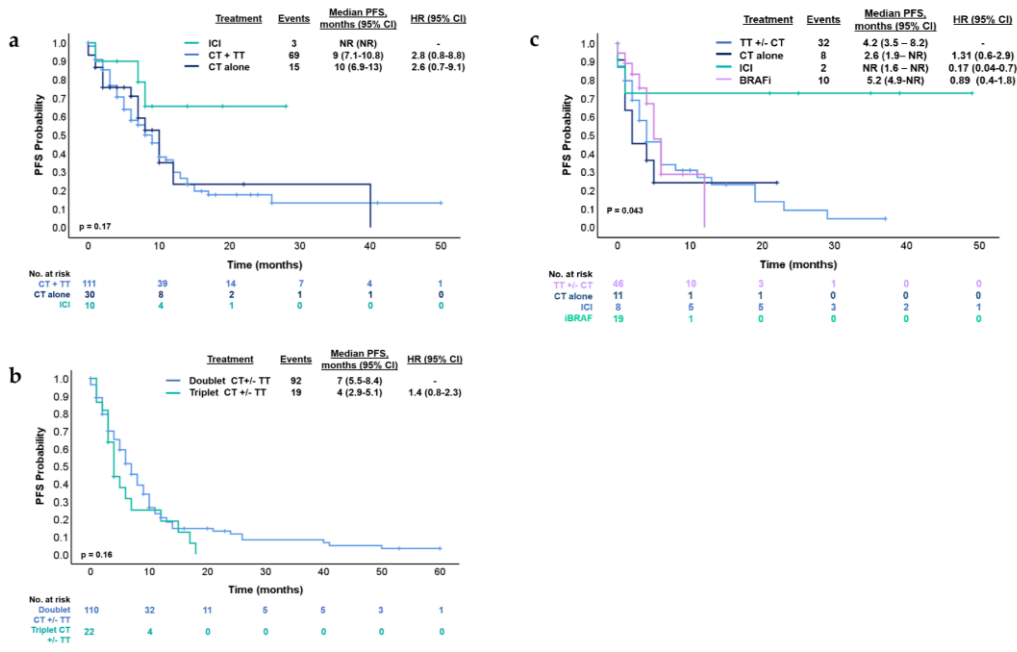 a
Treatment Events Median PFS, months (95% CI) HR (95% CI)
ICI 3 NR (NR) -
CT + TT 69 9 (7.1-10.8) 2.8 (0.8-8.8)
CT alone 15 10 (6.9-13) 2.6 (0.7-9.1)
PFS Probability
1.0
0.9
0.8
0.7
0.6
0.5
0.4
0.3
0.2
0.1
0.0
p = 0.17
0 10 20 30 40 50
Time (months)
No. at risk
CT + TT 111 39 14 7 4 1
CT alone 30 8 2 1 1 0
ICI 10 4 1 0 0 0
b
Treatment Events Median PFS, months (95% CI) HR (95% CI)
Doublet CT+/- TT 92 7 (5.5-8.4) -
Triplet CT +/- TT 19 4 (2.9-5.1) 1.4 (0.8-2.3)
PFS Probability
1.0
0.9
0.8
0.7
0.6
0.5
0.4
0.3
0.2
0.1
0.0
p = 0.16
0 10 20 30 40 50 60
Time (months)
No. at risk
Doublet 110 32 11 5 5 3 1
CT +/- TT
Triplet CT 22 4 0 0 0 0 0
+/- TT
c
Treatment Events Median PFS, months (95% CI) HR (95% CI)
TT +/- CT 32 4.2 (3.5 – 8.2) -
CT alone 8 2.6 (1.9– NR) 1.31 (0.6-2.9)
ICI 2 NR (1.6 – NR) 0.17 (0.04-0.7)
BRAFi 10 5.2 (4.9-NR) 0.89 (0.4-1.8)
PFS Probability
1.0
0.9
0.8
0.7
0.6
0.5
0.4
0.3
0.2
0.1
0.0
P = 0.043
0 10 20 30 40 50
Time (months)
No. at risk
TT +/- CT 46 10 3 1 0 0
CT alone 11 1 1 0 0 0
ICI 8 5 5 3 2 1
iBRAF 19 1 0 0 0 0